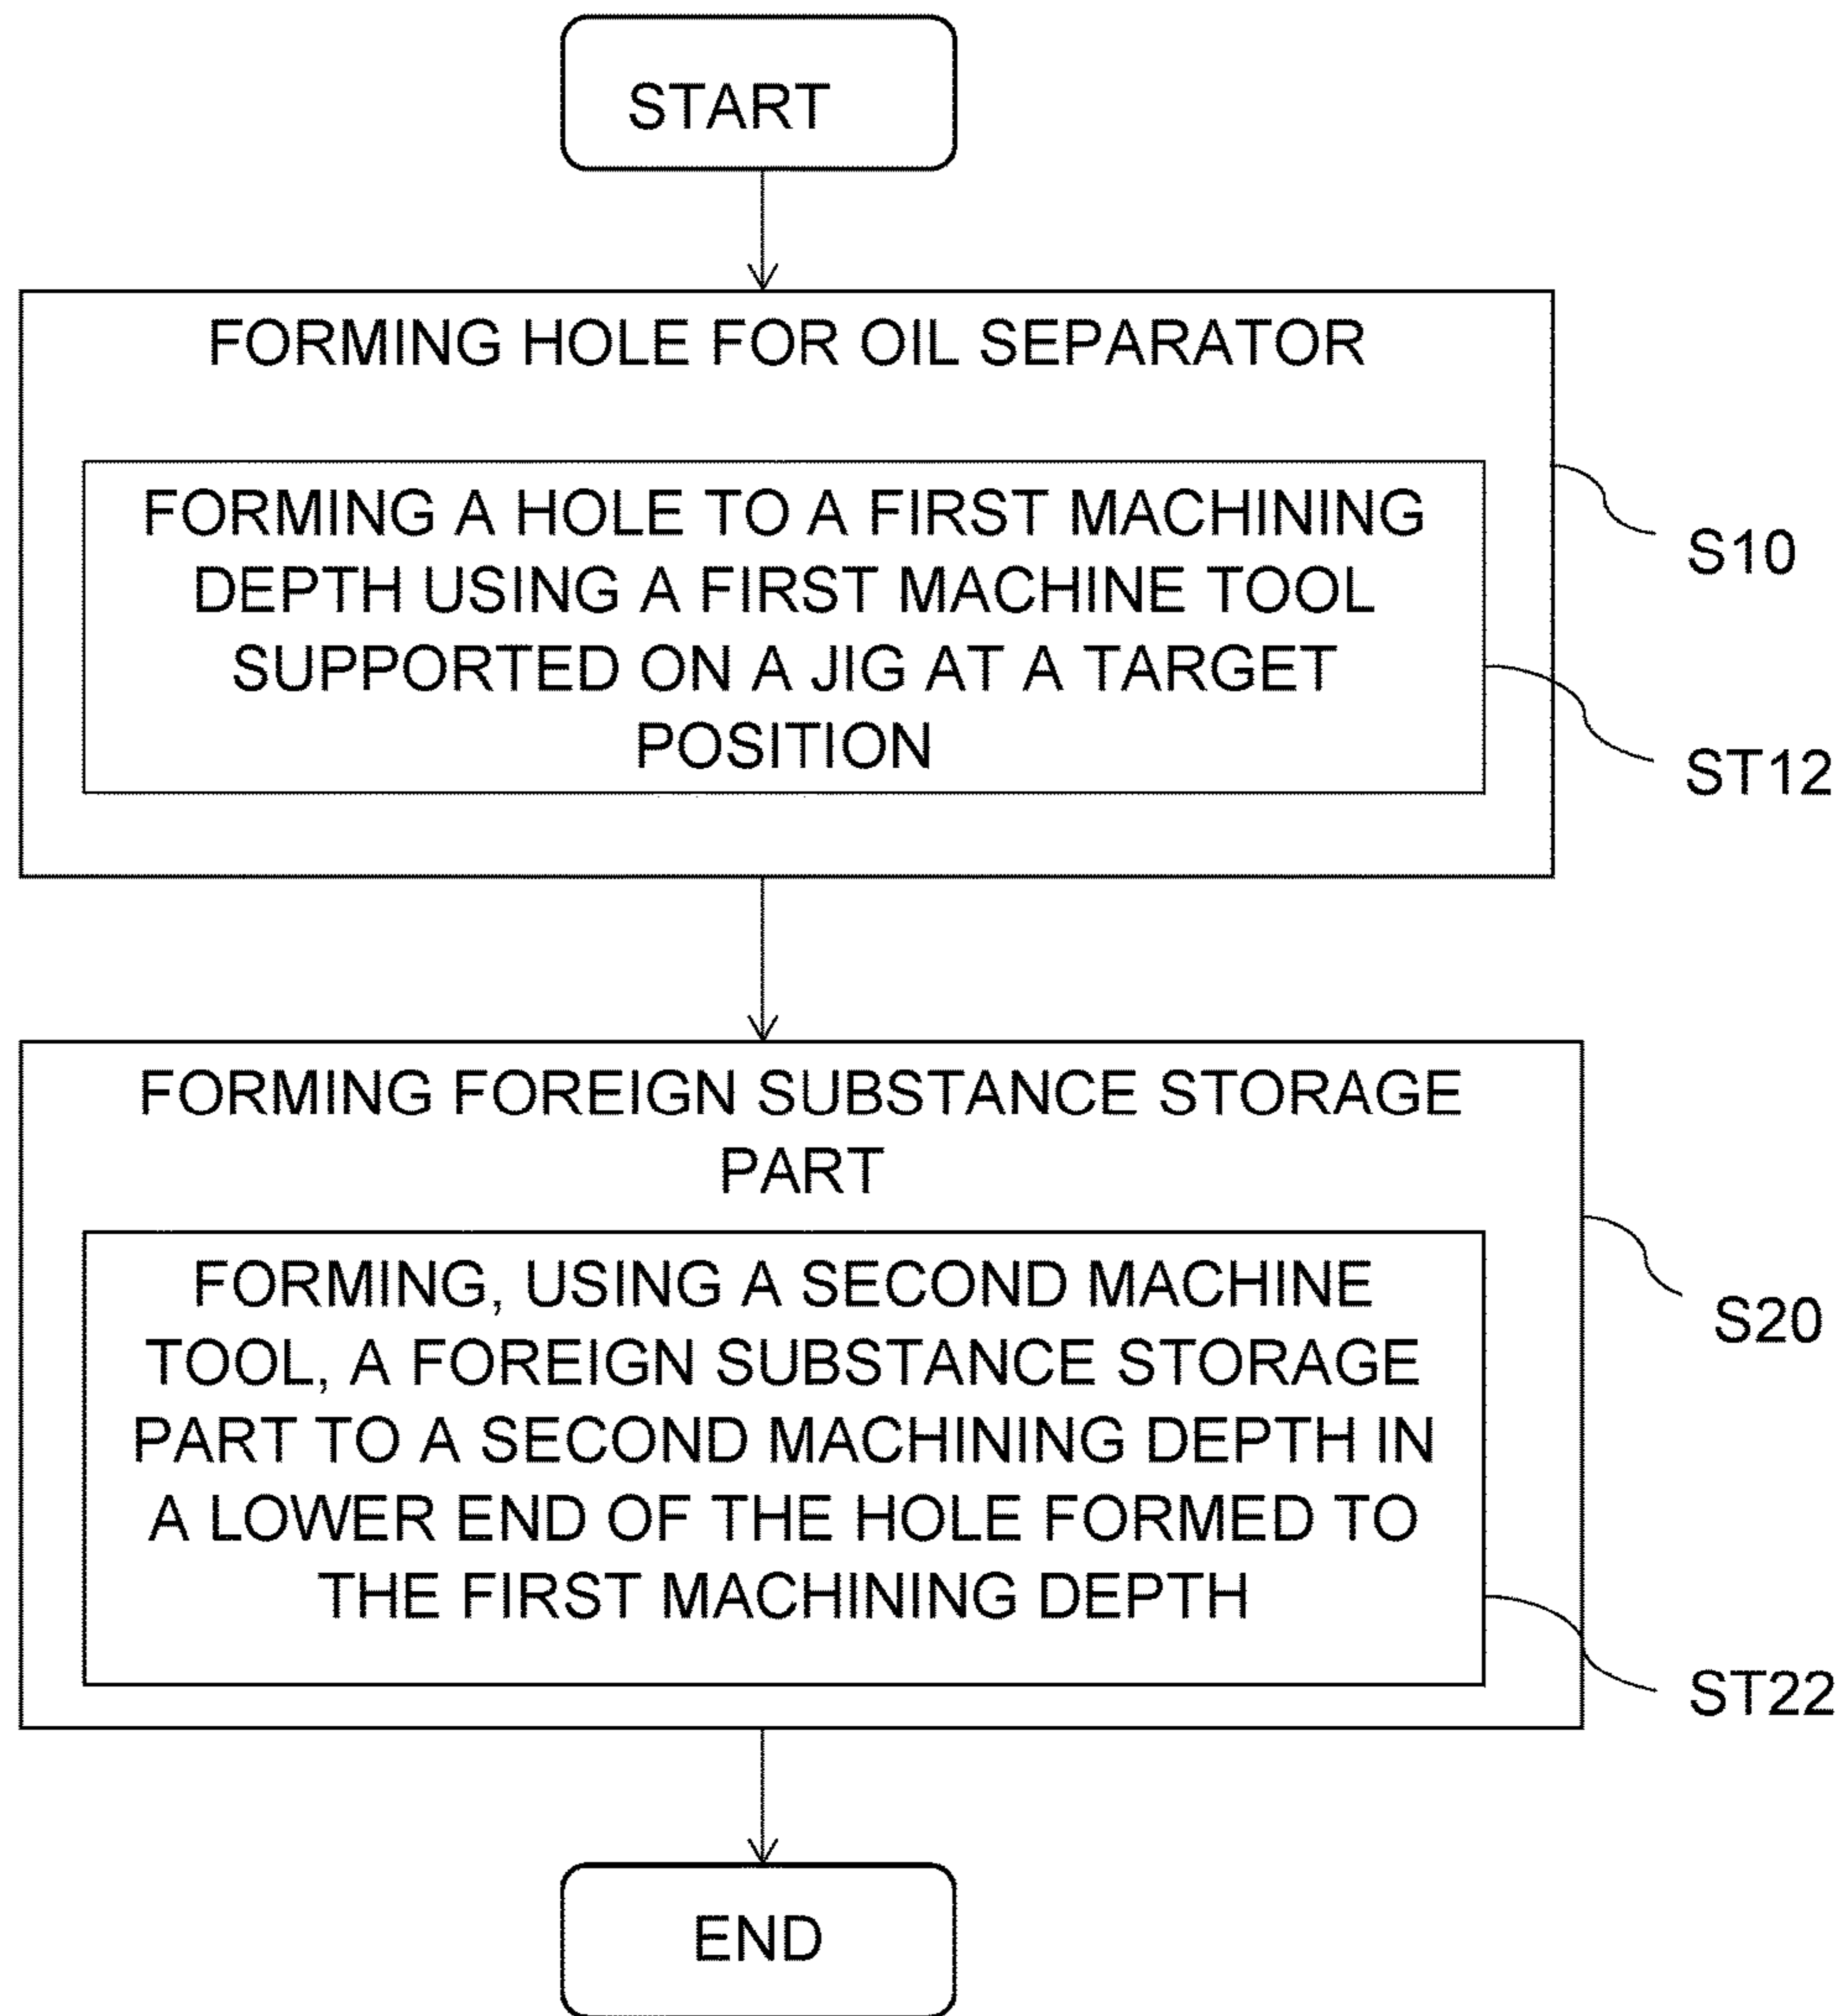 START
FORMING HOLE FOR OIL SEPARATOR
FORMING A HOLE TO A FIRST MACHINING
DEPTH USING A FIRST MACHINE TOOL
SUPPORTED ON A JIG AT A TARGET
POSITION
S10
ST12
FORMING FOREIGN SUBSTANCE STORAGE
PART
FORMING, USING A SECOND MACHINE
TOOL, A FOREIGN SUBSTANCE STORAGE
PART TO A SECOND MACHINING DEPTH IN
A LOWER END OF THE HOLE FORMED TO
THE FIRST MACHINING DEPTH
S20
ST22
END